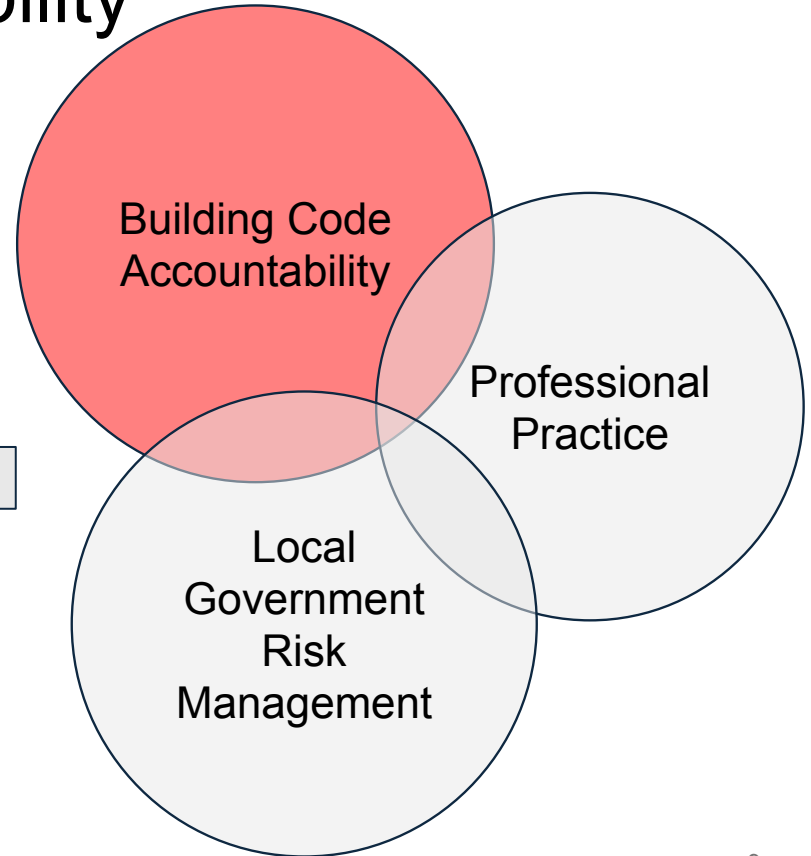 Building Code
Accountability
Professional
Practice
Local
Government
Risk
Management